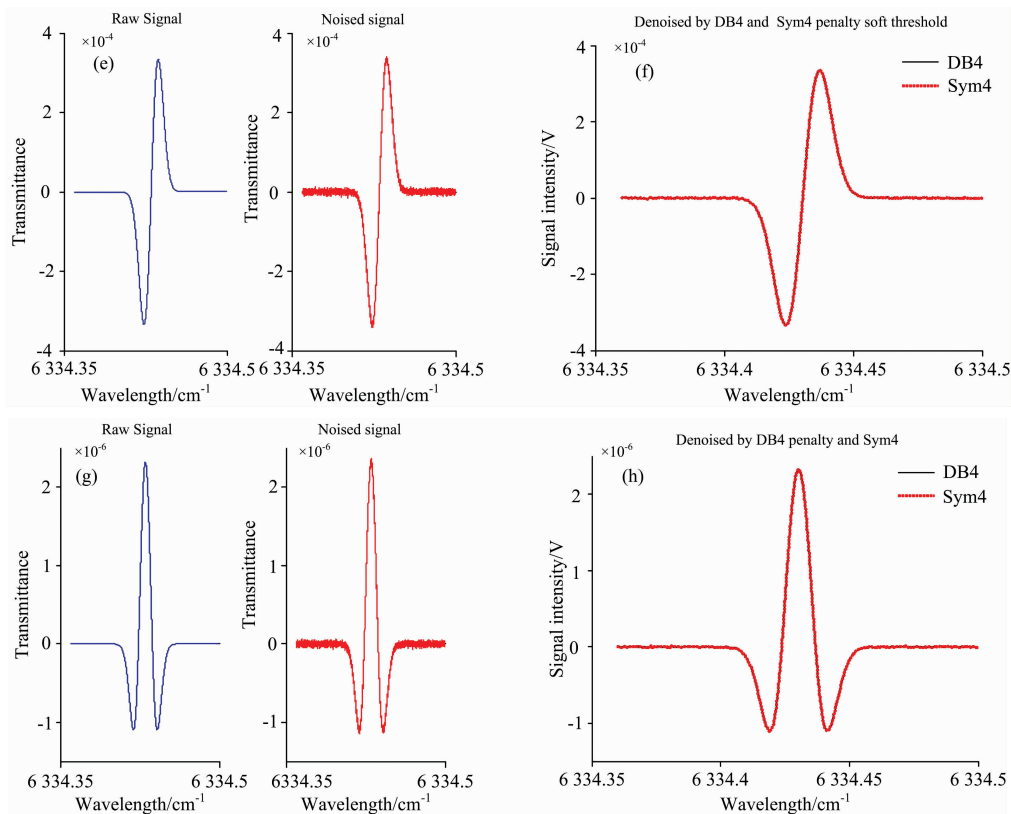 Raw Signal
×10-4
(e)
4
2
0
-2
-4
Transmittance
6 334.35
6 334.5
Wavelength/cm-1
Noised signal
×10-4
4
2
0
-2
-4
Transmittance
6 334.35
6 334.5
Wavelength/cm-1
Denoised by DB4 and Sym4 penalty soft threshold
×10-4
(f)
DB4
Sym4
4
2
0
-2
-4
Signal intensity/V
6 334.35
6 334.4
6 334.45
6 334.5
Wavelength/cm-1
Raw Signal
×10-6
(g)
2
1
0
-1
Transmittance
6 334.35
6 334.5
Wavelength/cm-1
Noised signal
×10-6
2
1
0
-1
Transmittance
6 334.35
6 334.5
Wavelength/cm-1
Denoised by DB4 penalty and Sym4
×10-6
(h)
DB4
Sym4
2
1
0
-1
Signal intensity/V
6 334.35
6 334.4
6 334.45
6 334.5
Wavelength/cm-1